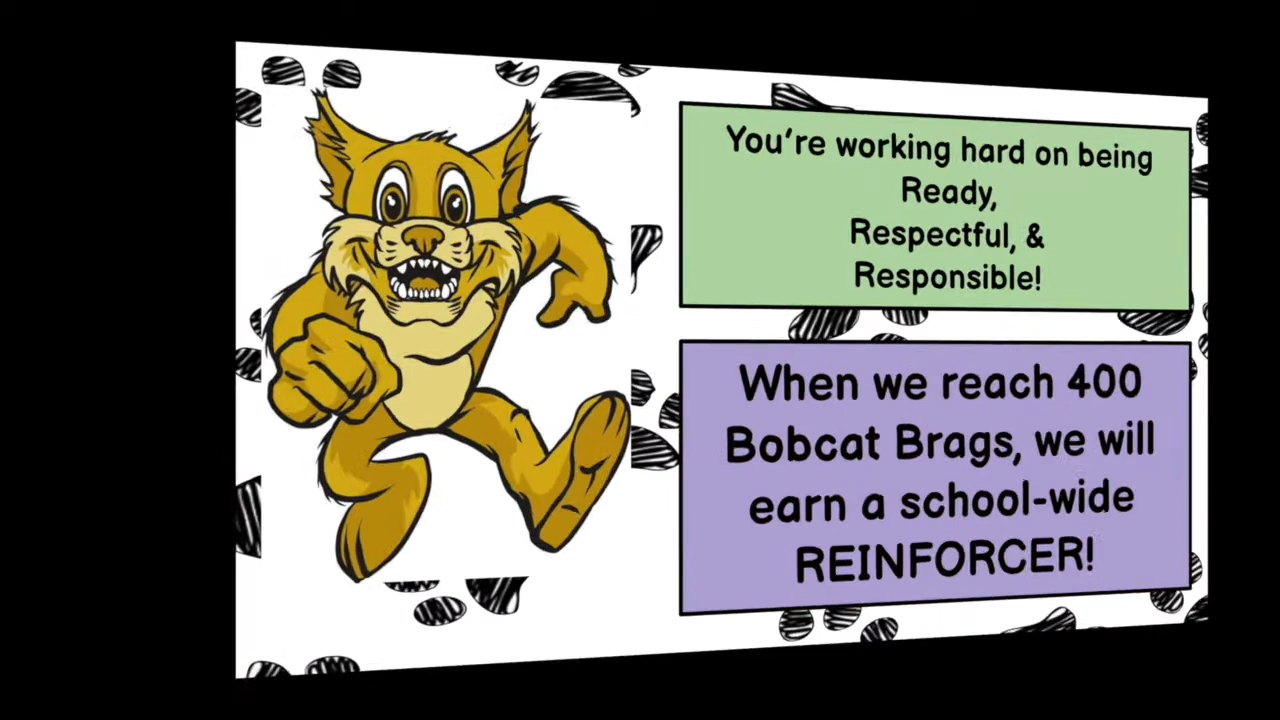 You're working hard on being
Ready,
Respectful, &
Responsible!
When we reach 400
Bobcat Brags, we will
earn a school-wide
REINFORCER!